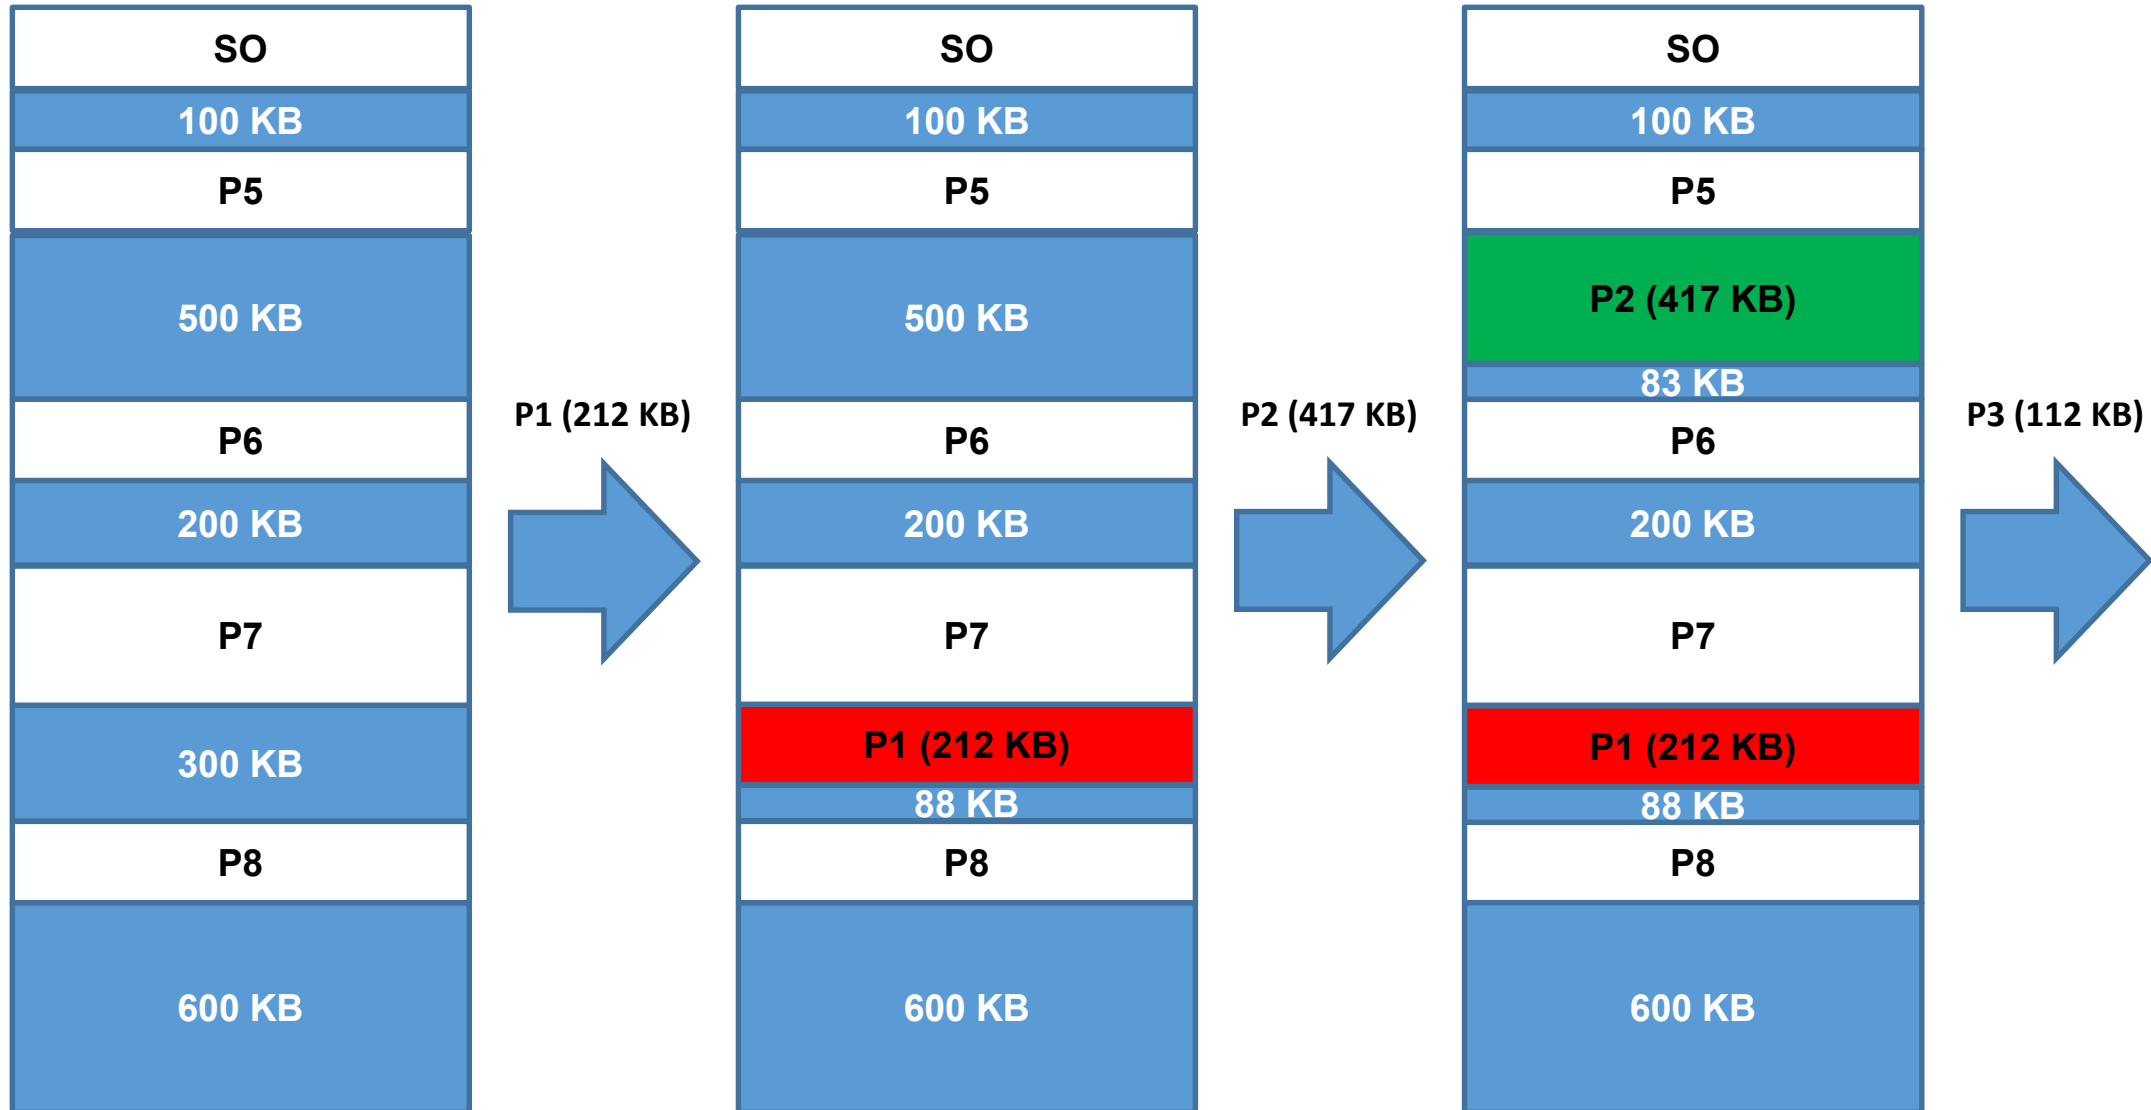 SO
100 KB
P5
500 KB
P6
200 KB
P7
300 KB
P8
600 KB
P1 (212 KB)
SO
100 KB
P5
500 KB
P6
200 KB
P7
P1 (212 KB)
88 KB
P8
600 KB
P2 (417 KB)
SO
100 KB
P5
P2 (417 KB)
83 KB
P6
200 KB
P7
P1 (212 KB)
88 KB
P8
600 KB
P3 (112 KB)